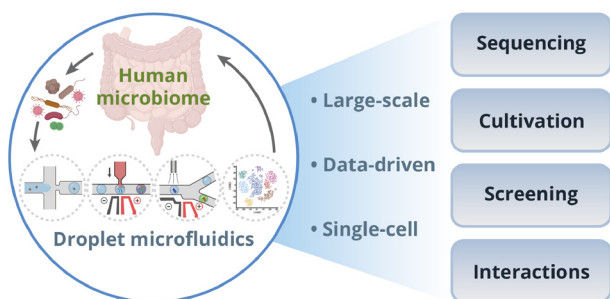 Human
microbiome
Droplet microfluidics
• Large-scale
• Data-driven
• Single-cell
Sequencing
Cultivation
Screening
Interactions